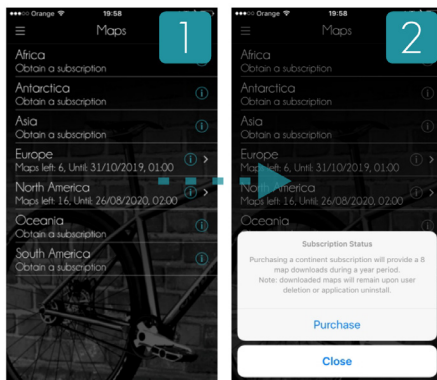 Orange 19:58
Maps
1
Africa
Obtain a subscription
Antarctica
Obtain a subscription
Asia
Obtain a subscription
Europe
Maps left: 6, Until: 31/10/2019, 01:00
North America
Maps left: 16, Until: 26/08/2020, 02:00
Oceania
Obtain a subscription
South America
Obtain a subscription
Orange 19:58
Maps
2
Africa
Obtain a subscription
Antarctica
Obtain a subscription
Asia
Obtain a subscription
Europe
Maps left: 6, Until: 31/10/2019, 01:00
North America
Maps left: 16, Until: 26/08/2020, 02:00
Oceania
Obtain a subscription
Subscription Status
Purchasing a continent subscription will provide a 8
map downloads during a year period.
Note: downloaded maps will remain upon user
deletion or application uninstall.
Purchase
Close